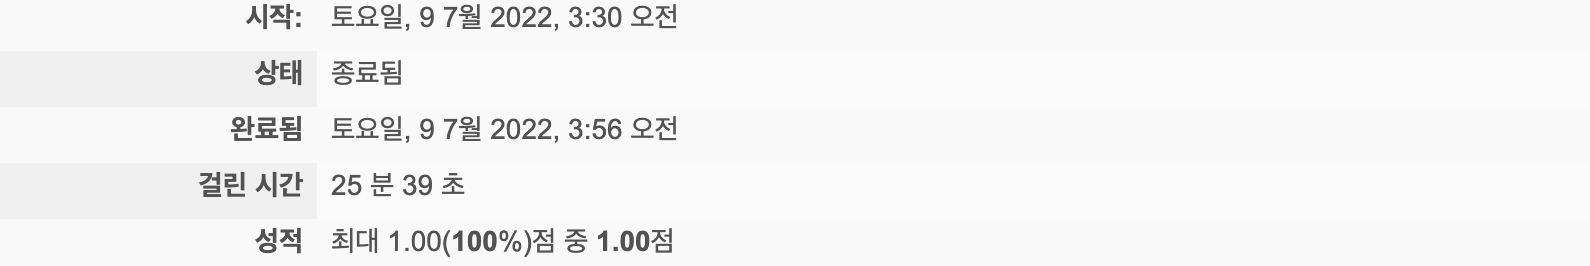 시작: 토요일, 9 7월 2022, 3:30 오전
상태 종료됨
완료됨 토요일, 9 7월 2022, 3:56 오전
걸린 시간 25 분 39 초
성적 최대 1.00(100%)점 중 1.00점